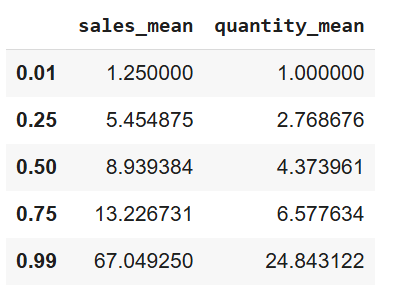 sales_mean quantity_mean
0.01 1.250000 1.000000
0.25 5.454875 2.768676
0.50 8.939384 4.373961
0.75 13.226731 6.577634
0.99 67.049250 24.843122